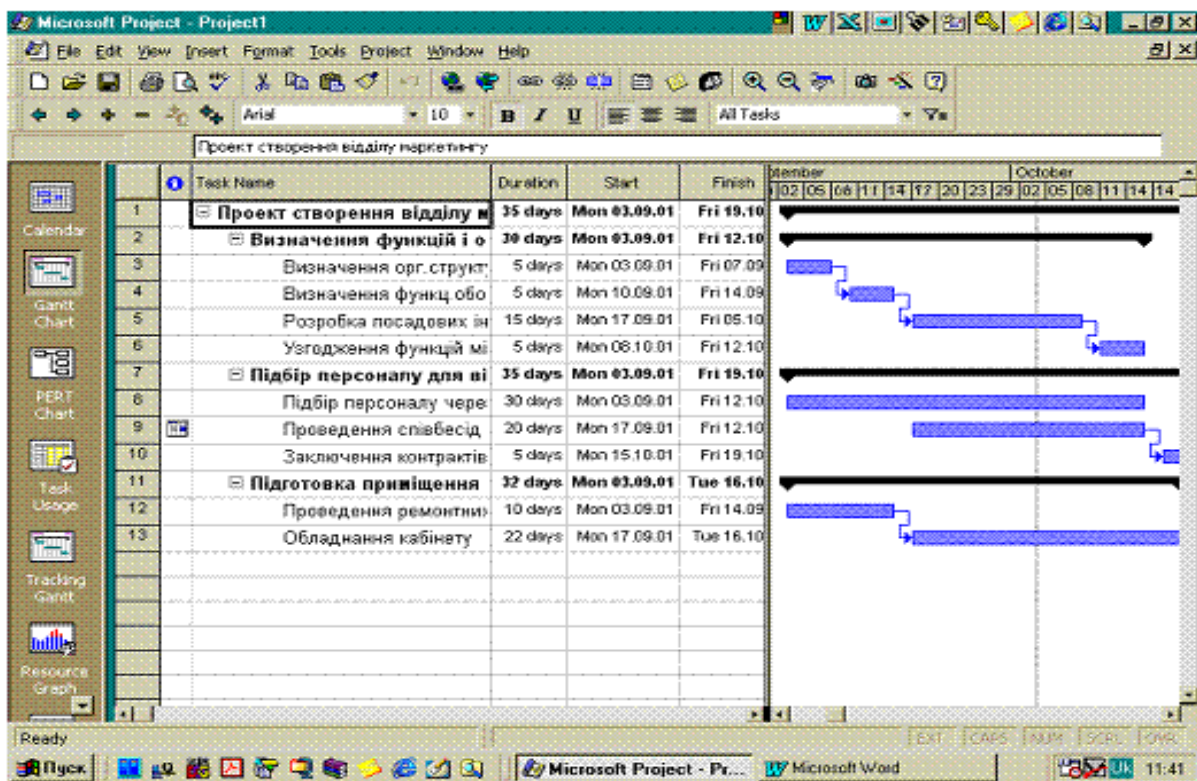 Microsoft Project - Project1
File Edit View Insert Format Tools Project Window Help
Arial 10 B I U All Tasks
Проект створення відділу маркетингу
Task Name Duration Start Finish
tember October
02 05 08 11 14 17 20 23 29 02 05 08 11 14 14
1 Проект створення відділу м 35 days Mon 03.09.01 Fri 19.10
2 Визначення функцій і о 30 days Mon 03.09.01 Fri 12.10
3 Визначення орг.структ 5 days Mon 03.09.01 Fri 07.09
4 Визначення функц.обо 5 days Mon 10.09.01 Fri 14.09
5 Розробка посадових ін 15 days Mon 17.09.01 Fri 05.10
6 Узгодження функцій мі 5 days Mon 08.10.01 Fri 12.10
7 Підбір персоналу для ві 35 days Mon 03.09.01 Fri 19.10
8 Підбір персоналу чере 30 days Mon 03.09.01 Fri 12.10
9 Проведення співбесід 20 days Mon 17.09.01 Fri 12.10
10 Заключення контрактів 5 days Mon 15.10.01 Fri 19.10
11 Підготовка приміщення 32 days Mon 03.09.01 Tue 16.10
12 Проведення ремонтних 10 days Mon 03.09.01 Fri 14.09
13 Обладнання кабінету 22 days Mon 17.09.01 Tue 16.10
Calendar
Gantt
Chart
PERT
Chart
Task
Usage
Tracking
Gantt
Resource
Graph
Ready EXT CAPS NUM SCRL OVR
Пуск Microsoft Project - Pr... Microsoft Word Uk 11:41